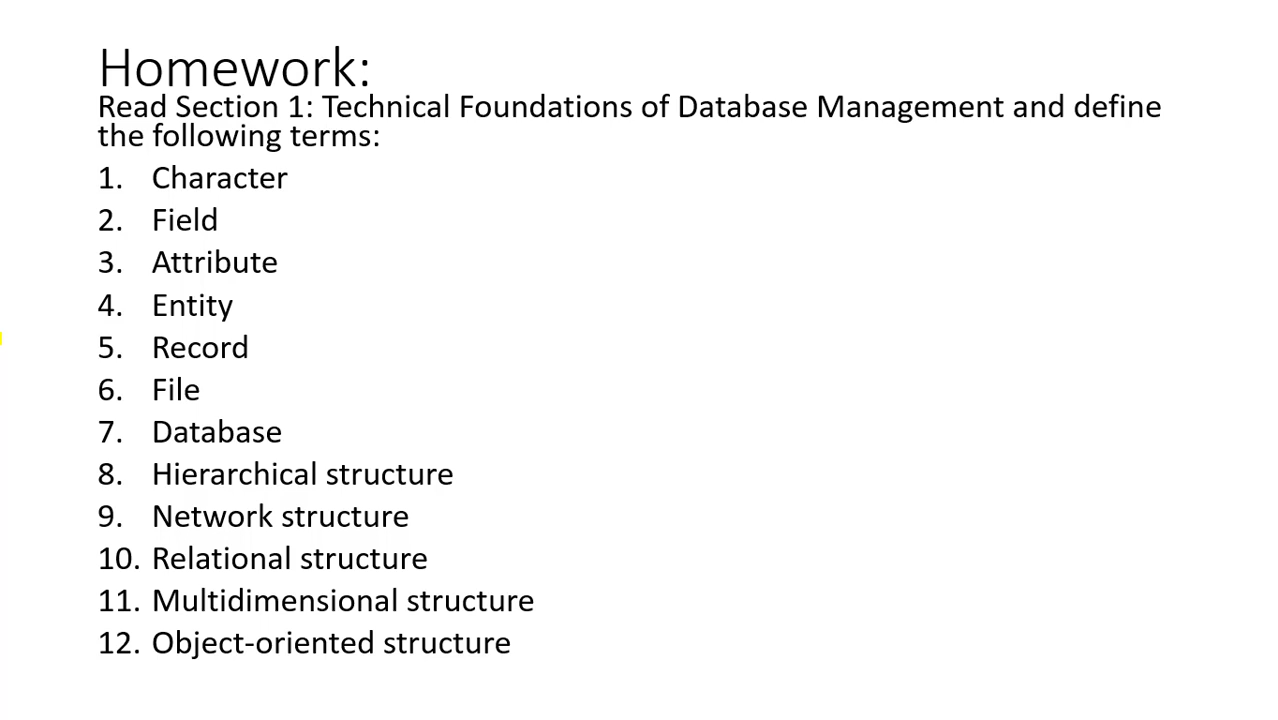 Homework:
Read Section 1: Technical Foundations of Database Management and define
the following terms:
1. Character
2. Field
3. Attribute
4. Entity
5. Record
6. File
7. Database
8. Hierarchical structure
9. Network structure
10. Relational structure
11. Multidimensional structure
12. Object-oriented structure